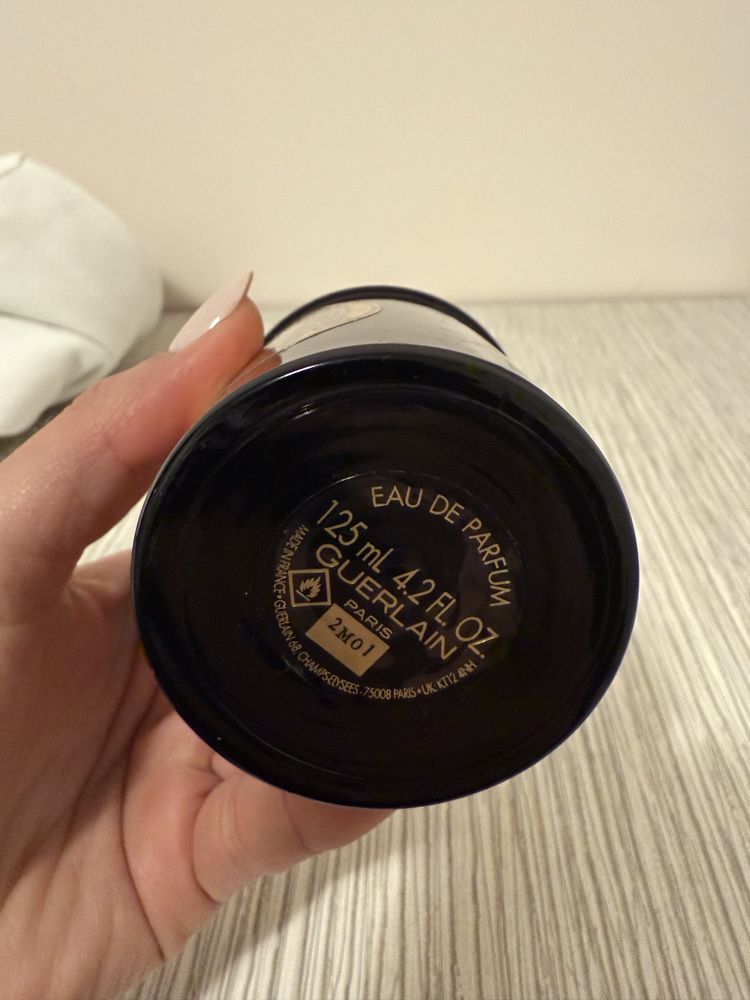 EAU DE PARFUM
125 ml 4.2 FL. OZ.
GUERLAIN
PARIS
2M01
MADE IN FRANCE • GUERLAIN 68, CHAMPS-ELYSEES - 75008 PARIS • UK: KT12 4NH